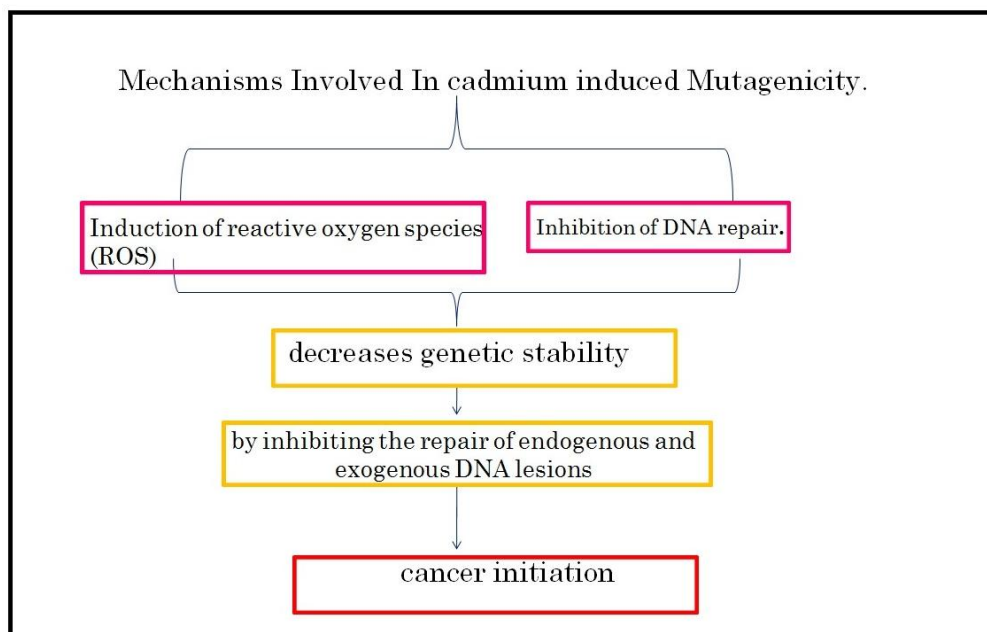 Mechanisms Involved In cadmium induced Mutagenicity.
Induction of reactive oxygen species
(ROS)
Inhibition of DNA repair.
decreases genetic stability
by inhibiting the repair of endogenous and
exogenous DNA lesions
cancer initiation